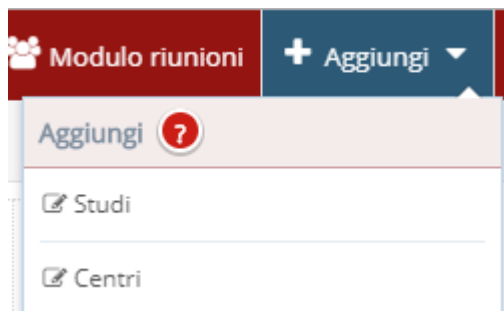 Modulo riunioni
Aggiungi
Aggiungi ?
Studi
Centri